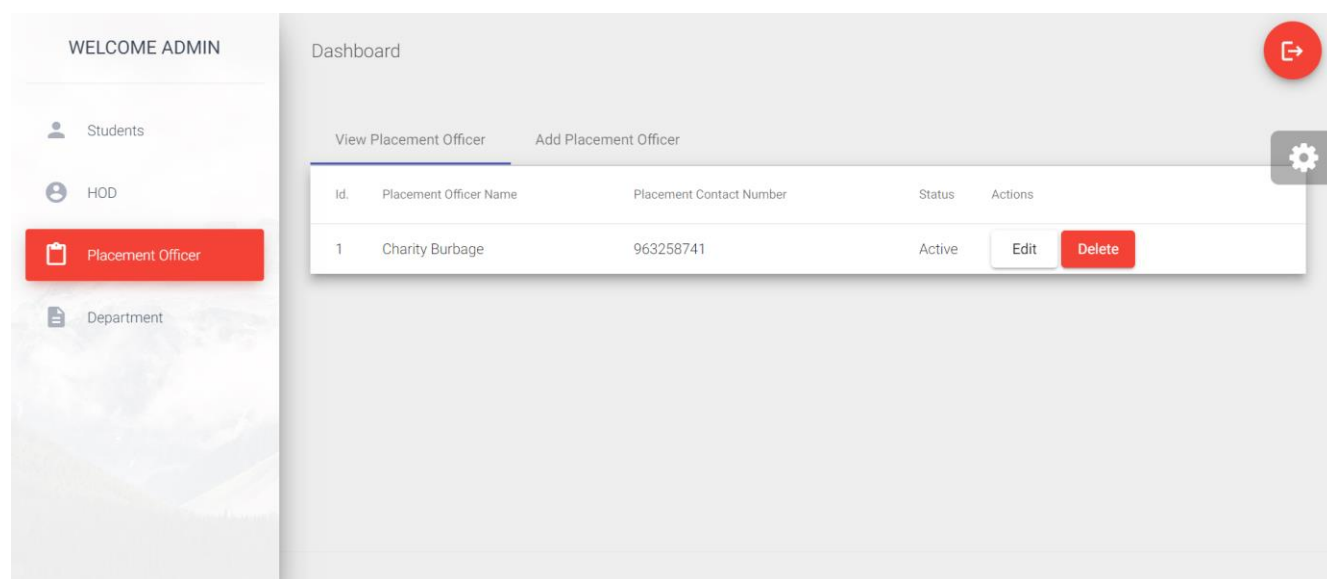 WELCOME ADMIN
Students
HOD
Placement Officer
Department
Dashboard
View Placement Officer Add Placement Officer
Id. Placement Officer Name Placement Contact Number Status Actions
1 Charity Burbage 963258741 Active Edit Delete